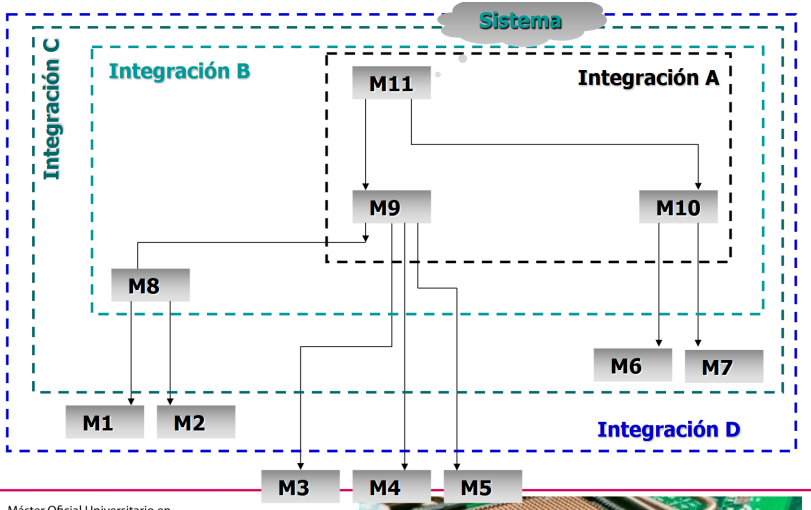 Sistema
Integración C
Integración B
Integración A
M11
M9
M10
M8
M6
M7
M1
M2
Integración D
M3
M4
M5
Máster Oficial Universitario en